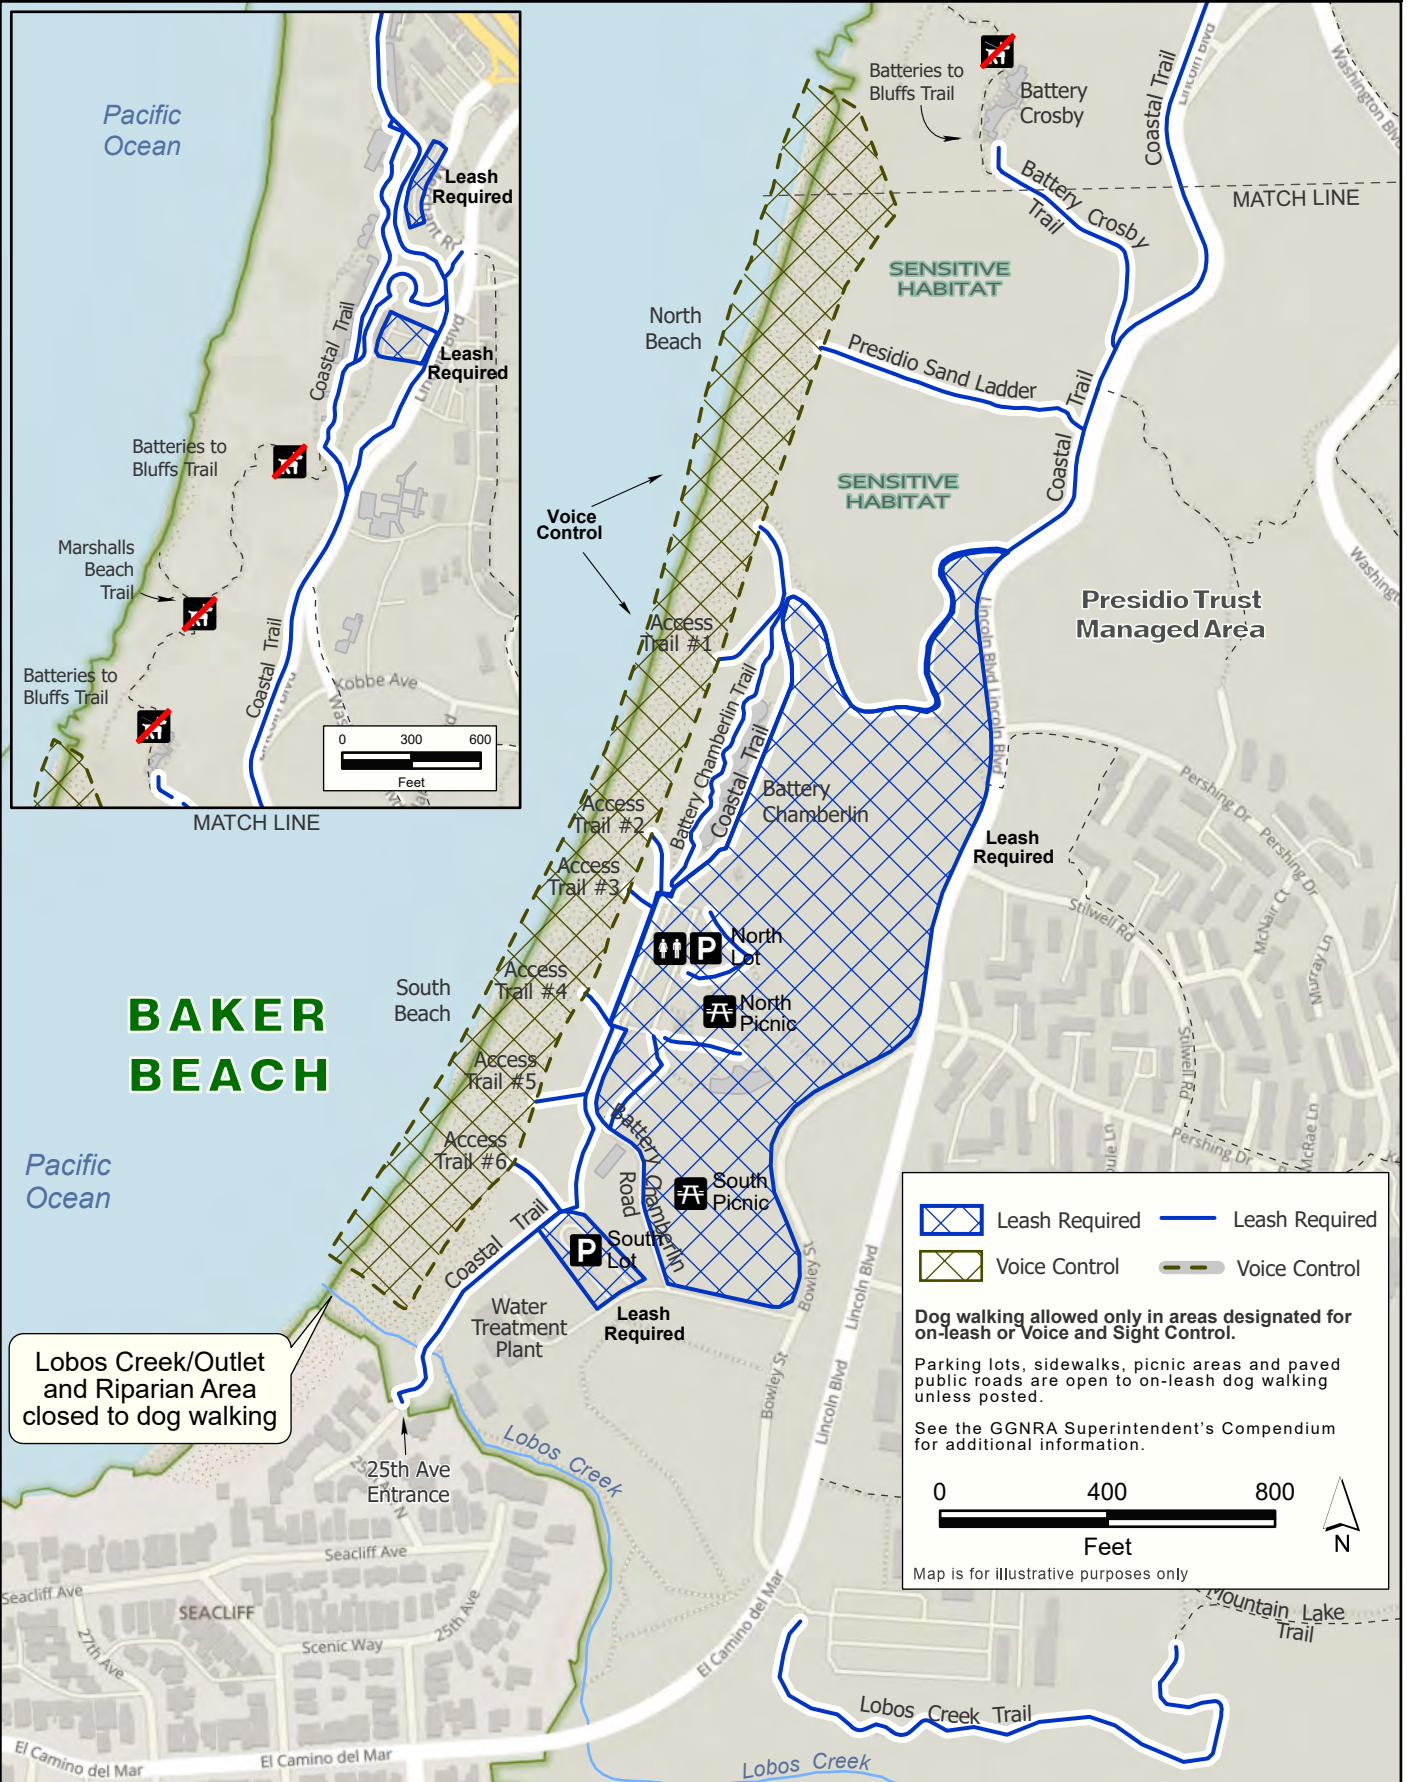 Pacific
Ocean
Leash
Required
Coastal Trail
Leash
Required
Batteries to
Bluffs Trail
Marshalls
Beach
Trail
Batteries to
Bluffs Trail
Coastal Trail
Kobbe Ave
0 300 600
Feet
MATCH LINE
Batteries to
Bluffs Trail
Battery
Crosby
Coastal Trail
Lincoln Blvd
MATCH LINE
Battery Crosby
Trail
SENSITIVE
HABITAT
North
Beach
Presidio Sand Ladder
Coastal Trail
SENSITIVE
HABITAT
Voice
Control
Presidio Trust
Managed Area
Access
Trail #1
Battery Chamberlin Trail
Coastal Trail
Battery
Chamberlin
Lincoln Blvd Lincoln Blvd
Access
Trail #2
Access
Trail #3
Leash
Required
Pershing Dr
Pershing Dr
McNair Ct
Murray Ln
Stilwell Rd
Stilwell Rd
P
North
Lot
Access
Trail #4
South
Beach
North
Picnic
BAKER
BEACH
Access
Trail #5
Access
Trail #6
Battery Chamberlin
Road
South
Picnic
Pershing Dr
McRae Ln
Pacific
Ocean
Coastal Trail
P
South
Lot
Leash
Required
Water
Treatment
Plant
Bowley St
Bowley St
Lincoln Blvd
Lincoln Blvd
Lobos Creek/Outlet
and Riparian Area
closed to dog walking
Lobos Creek
25th Ave
Entrance
Leash Required
Leash Required
Voice Control
Voice Control
Dog walking allowed only in areas designated for
on-leash or Voice and Sight Control.
Parking lots, sidewalks, picnic areas and paved
public roads are open to on-leash dog walking
unless posted.
See the GGNRA Superintendent's Compendium
for additional information.
0 400 800
Feet
N
Map is for illustrative purposes only
Seacliff Ave
Seacliff Ave
SEACLIFF
27th Ave
Scenic Way
25th Ave
El Camino del Mar
El Camino del Mar
El Camino del Mar
Mountain Lake
Trail
Lobos Creek Trail
Lobos Creek